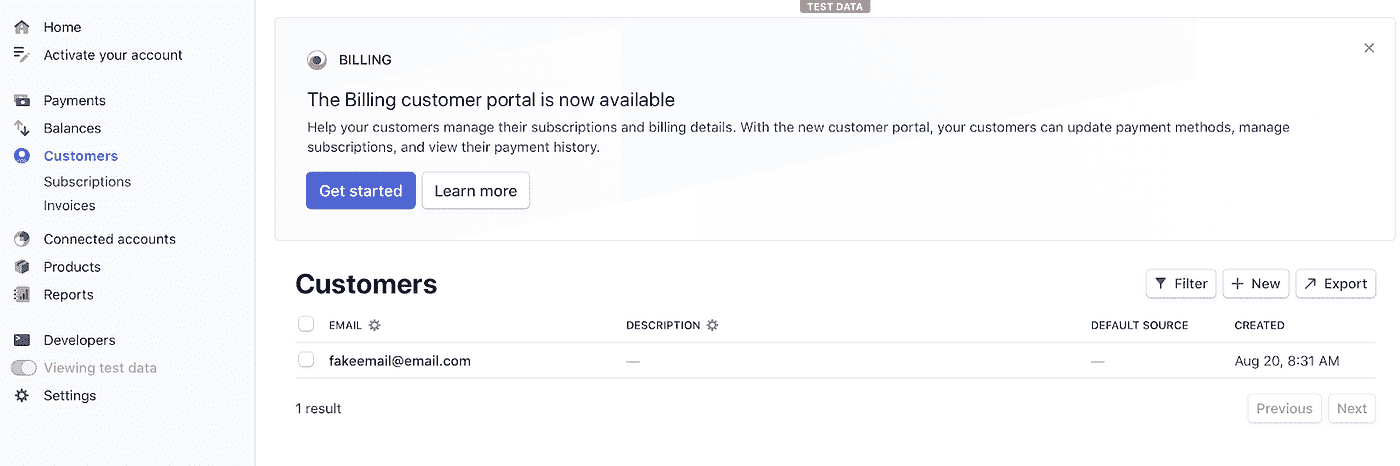 TEST DATA
Home
Activate your account
Payments
Balances
Customers
Subscriptions
Invoices
Connected accounts
Products
Reports
Developers
Viewing test data
Settings
BILLING
The Billing customer portal is now available
Help your customers manage their subscriptions and billing details. With the new customer portal, your customers can update payment methods, manage
subscriptions, and view their payment history.
Get started Learn more
Customers
Filter New Export
EMAIL DESCRIPTION DEFAULT SOURCE CREATED
fakeemail@email.com — — Aug 20, 8:31 AM
1 result
Previous Next